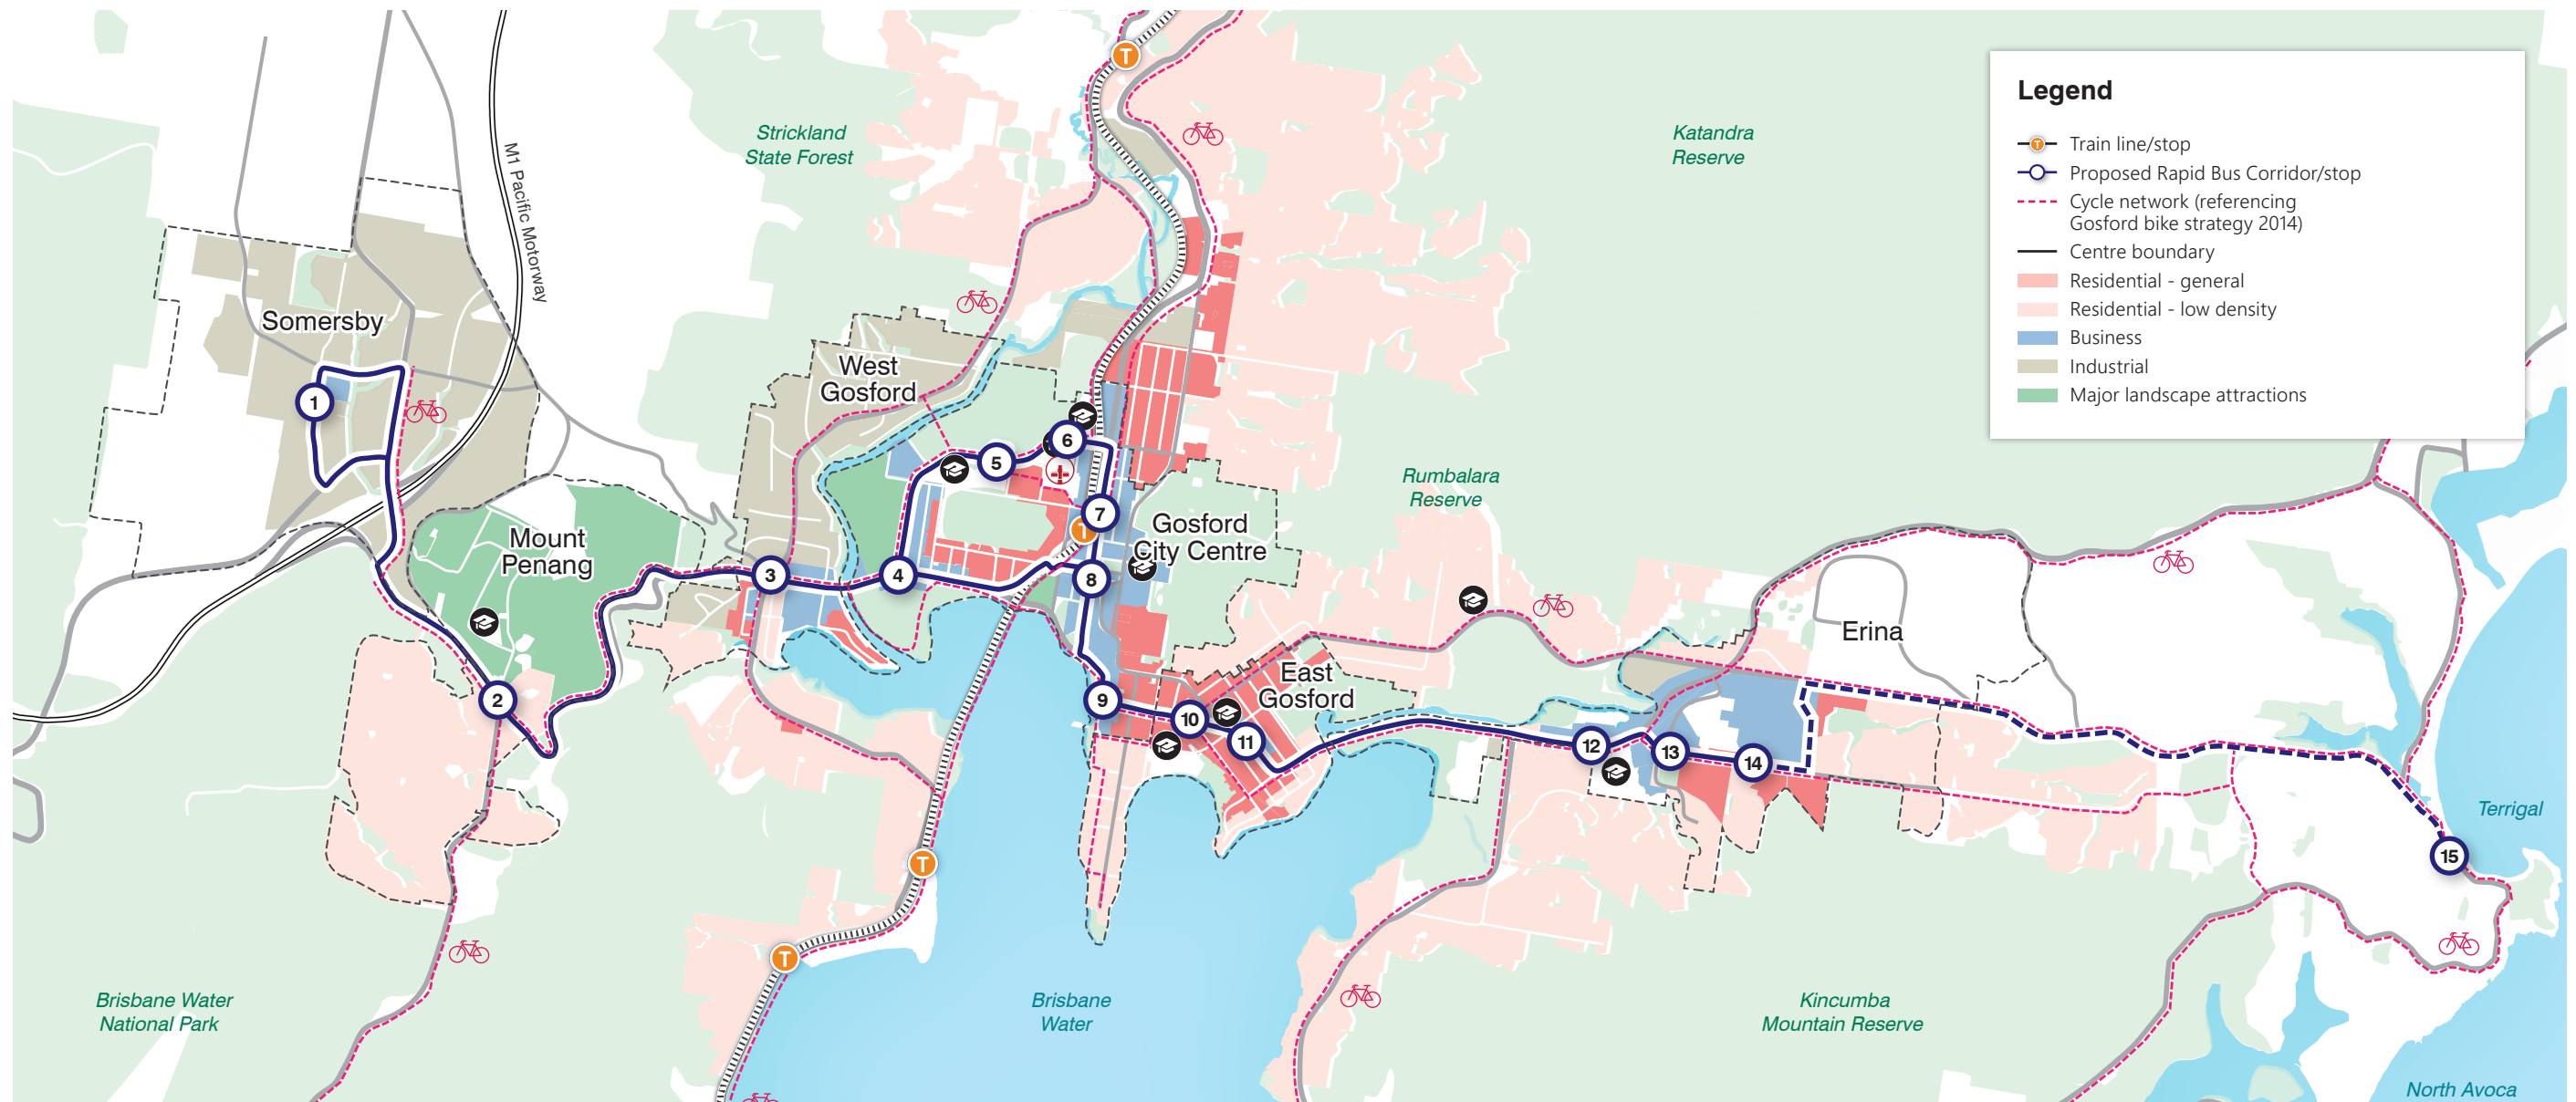 Legend
T
Train line/stop
Proposed Rapid Bus Corridor/stop
Cycle network (referencing
Gosford bike strategy 2014)
Centre boundary
Residential - general
Residential - low density
Business
Industrial
Major landscape attractions
T
Strickland
State Forest
Katandra
Reserve
M1 Pacific Motorway
Somersby
1
West
Gosford
6
5
7
T
Gosford
City Centre
Rumbalara
Reserve
Mount
Penang
3
4
8
2
Erina
9
10
11
East
Gosford
12
13
14
Terrigal
15
T
T
Brisbane Water
National Park
Brisbane
Water
Kincumba
Mountain Reserve
North Avoca